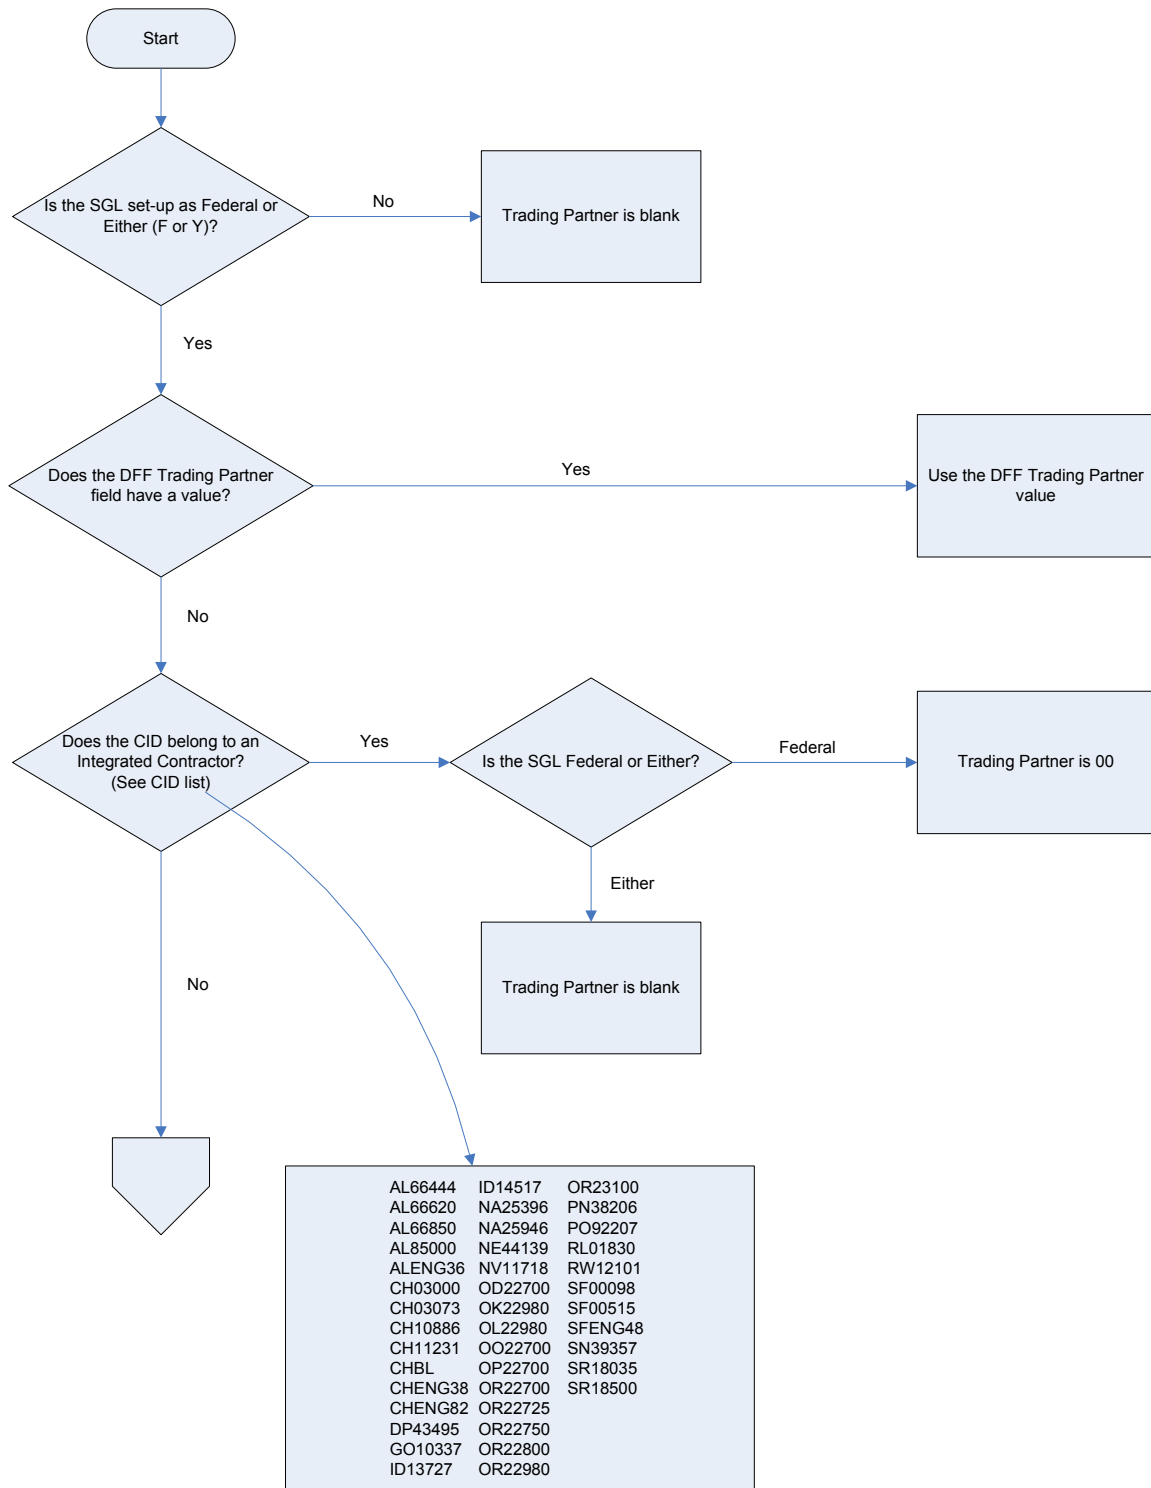 Start
Is the SGL set-up as Federal or
Either (F or Y)?
No
Trading Partner is blank
Yes
Does the DFF Trading Partner
field have a value?
Yes
Use the DFF Trading Partner
value
No
Does the CID belong to an
Integrated Contractor?
(See CID list)
Yes
Is the SGL Federal or Either?
Federal
Trading Partner is 00
Either
Trading Partner is blank
No
AL66444 ID14517 OR23100
AL66620 NA25396 PN38206
AL66850 NA25946 PO92207
AL85000 NE44139 RL01830
ALENG36 NV11718 RW12101
CH03000 OD22700 SF00098
CH03073 OK22980 SF00515
CH10886 OL22980 SFENG48
CH11231 OO22700 SN39357
CHBL OP22700 SR18035
CHENG38 OR22700 SR18500
CHENG82 OR22725
DP43495 OR22750
GO10337 OR22800
ID13727 OR22980